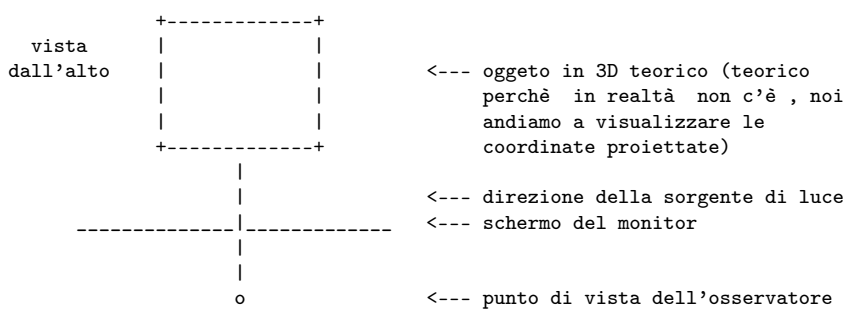 vista
dall'alto
<--- oggeto in 3D teorico (teorico
perchè in realtà non c'è , noi
andiamo a visualizzare le
coordinate proiettate)
<--- direzione della sorgente di luce
<--- schermo del monitor
o <--- punto di vista dell'osservatore